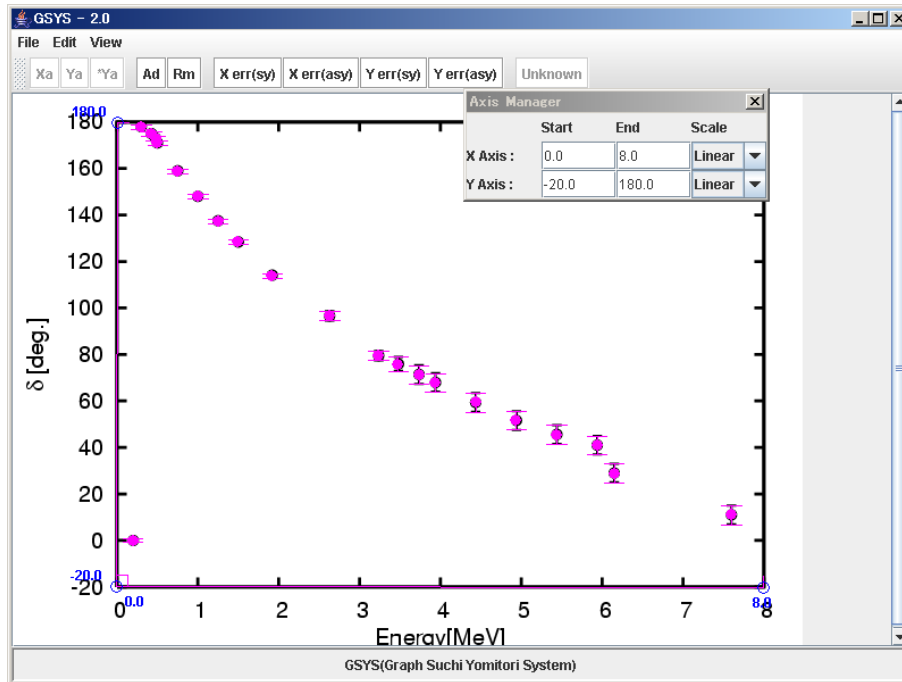 GSYS - 2.0
File Edit View
Xa Ya *Ya Ad Rm X err(sy) X err(asy) Y err(sy) Y err(asy) Unknown
Axis Manager
Start End Scale
X Axis : 0.0 8.0 Linear
Y Axis : -20.0 180.0 Linear
180.0
180
160
140
120
100
80
60
40
20
0
-20.0
-20
δ [deg.]
0.0 8.0
0 1 2 3 4 5 6 7 8
Energy[MeV]
GSYS(Graph Suchi Yomitori System)